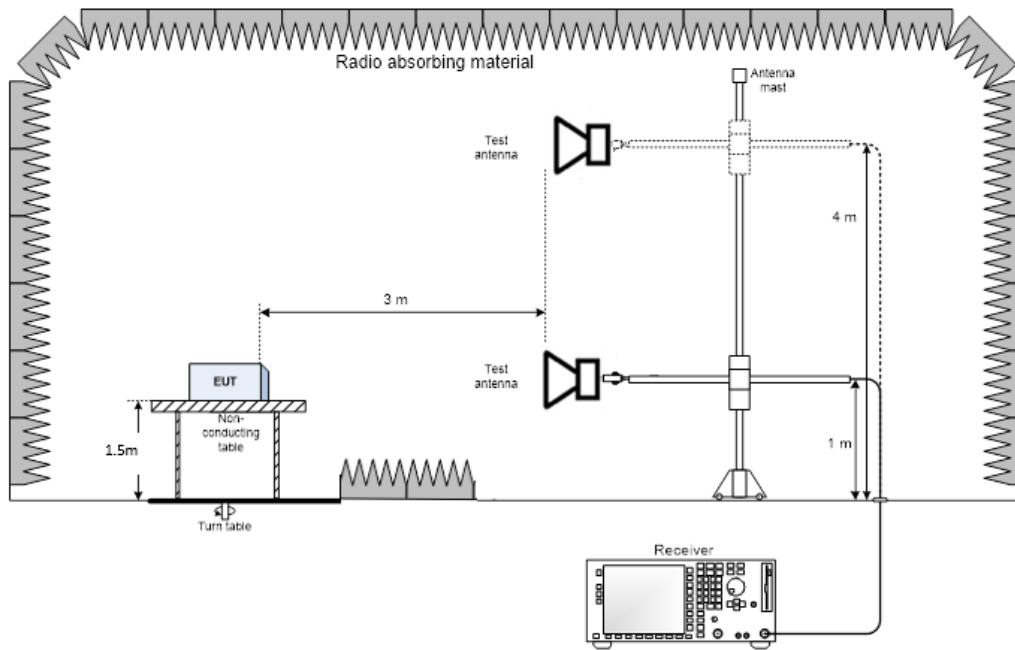 Radio absorbing material
Antenna
mast
Test
antenna
4 m
3 m
Test
antenna
EUT
Non-
conducting
table
1.5m
1 m
Turn table
Receiver